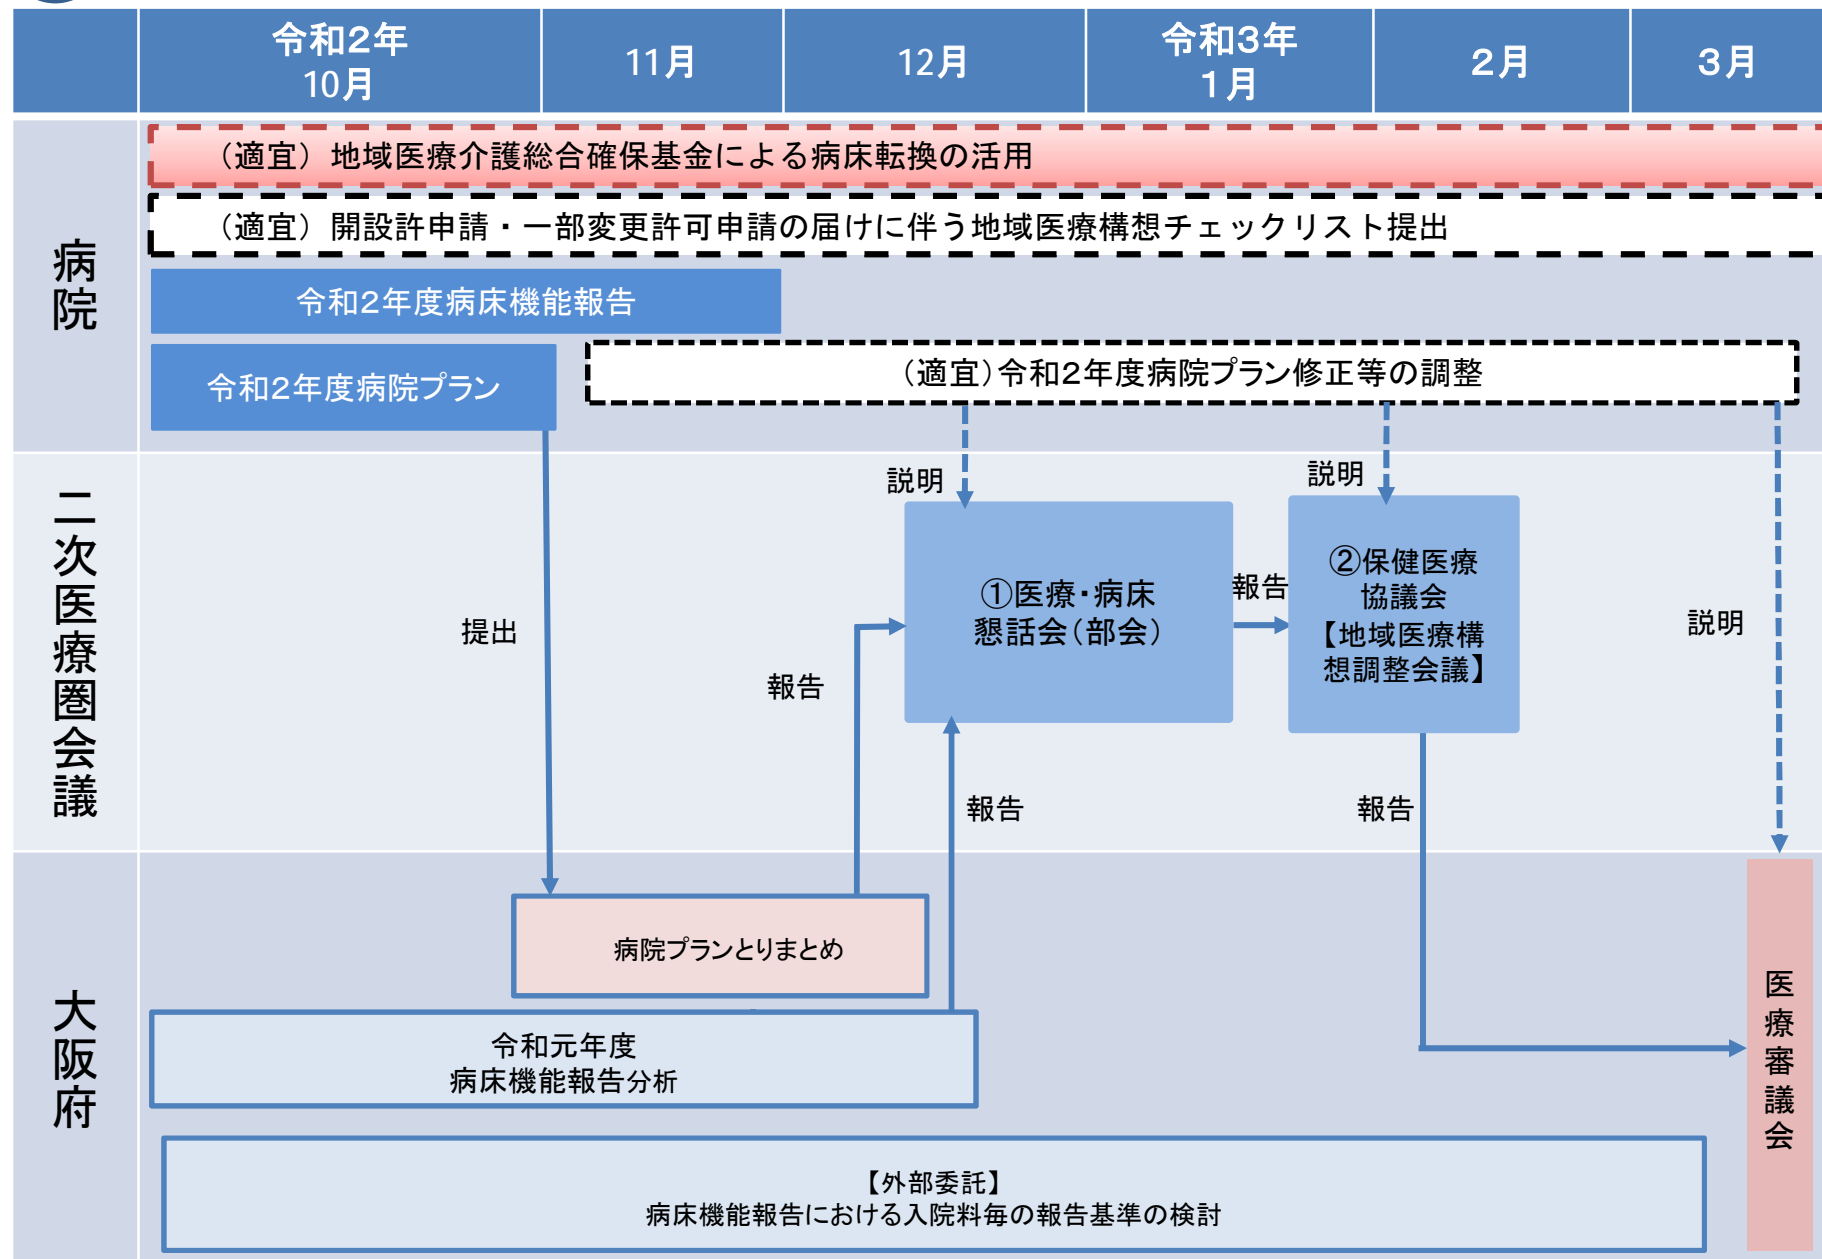 令和2年
10月
11月
12月
令和3年
1月
2月
3月
病院
（適宜）地域医療介護総合確保基金による病床転換の活用
（適宜）開設許申請・一部変更許可申請の届けに伴う地域医療構想チェックリスト提出
令和2年度病床機能報告
令和2年度病院プラン
（適宜）令和2年度病院プラン修正等の調整
二次医療圏会議
説明
説明
説明
提出
報告
①医療・病床
懇話会（部会）
報告
②保健医療
協議会
【地域医療構
想調整会議】
報告
報告
大阪府
病院プランとりまとめ
令和元年度
病床機能報告分析
【外部委託】
病床機能報告における入院料毎の報告基準の検討
医療審議会